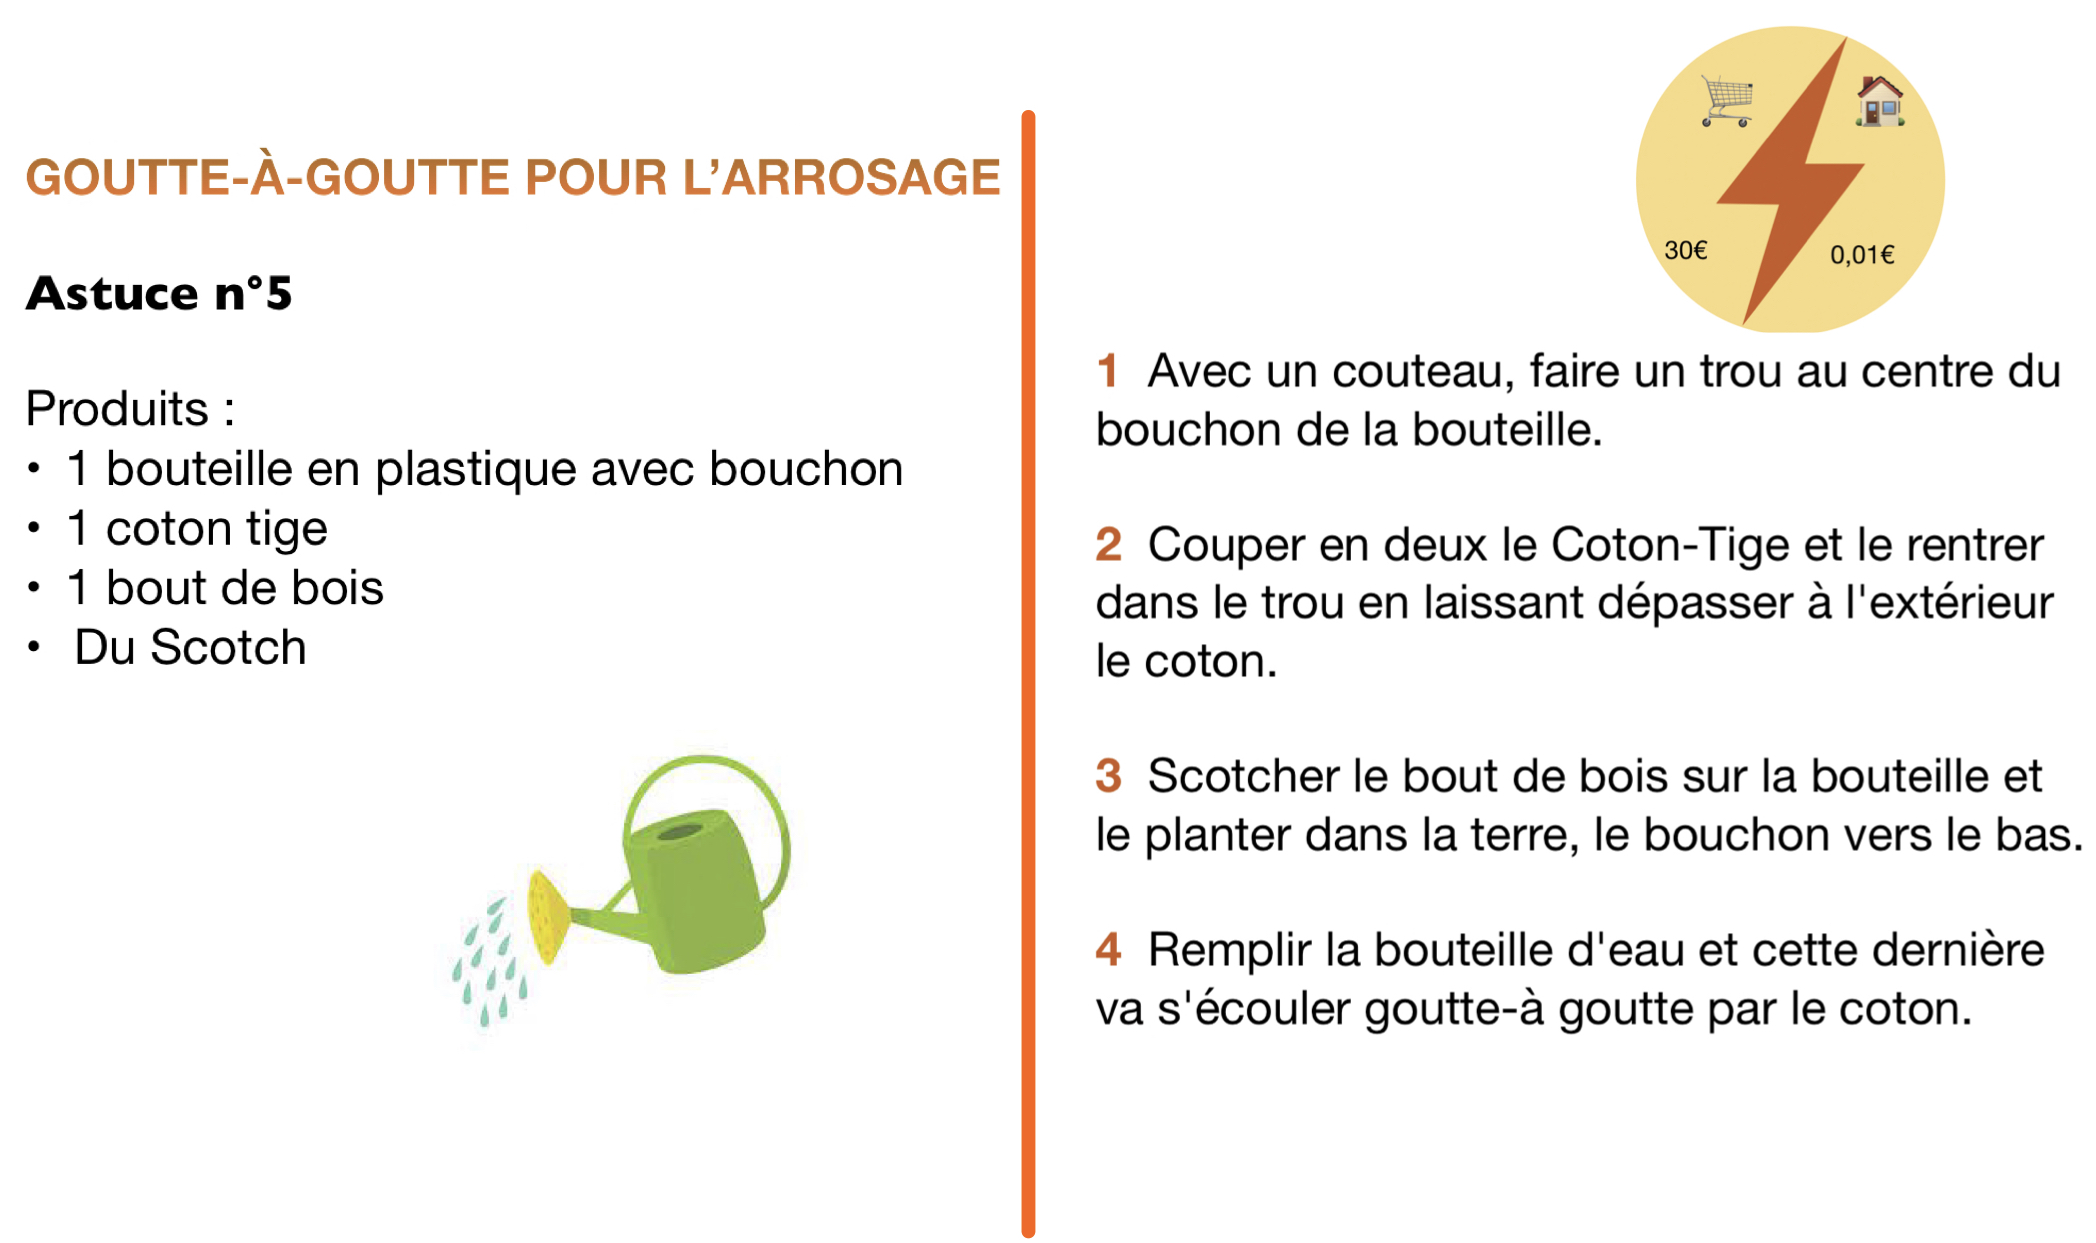 GOUTTE-À-GOUTTE POUR L’ARROSAGE
Astuce n°5
Produits :
• 1 bouteille en plastique avec bouchon
• 1 coton tige
• 1 bout de bois
• Du Scotch
30€
0,01€
1 Avec un couteau, faire un trou au centre du
bouchon de la bouteille.
2 Couper en deux le Coton-Tige et le rentrer
dans le trou en laissant dépasser à l'extérieur
le coton.
3 Scotcher le bout de bois sur la bouteille et
le planter dans la terre, le bouchon vers le bas.
4 Remplir la bouteille d'eau et cette dernière
va s'écouler goutte-à goutte par le coton.